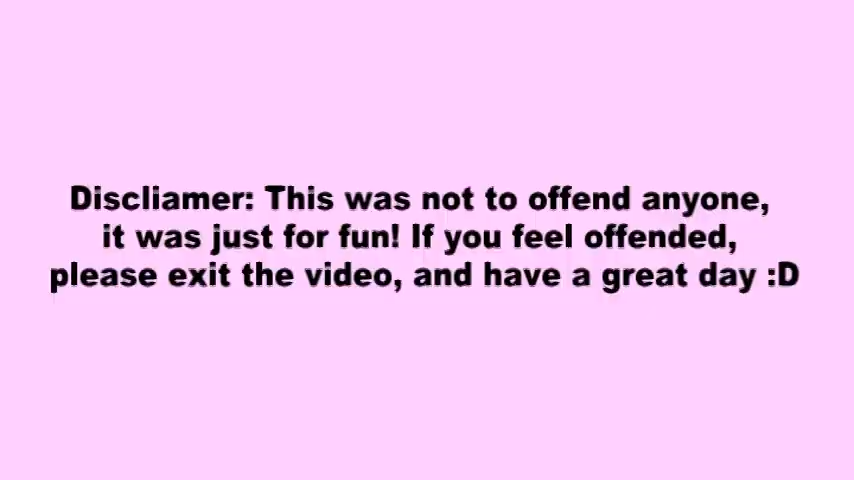 Discliamer: This was not to offend anyone,
it was just for fun! If you feel offended,
please exit the video, and have a great day :D